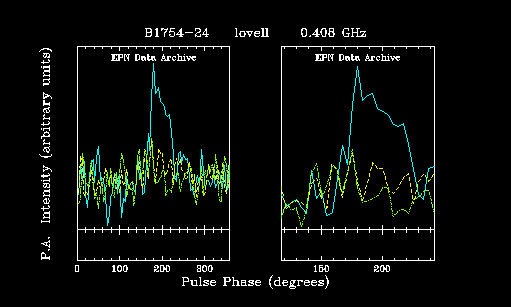 B1754-24 lovell 0.408 GHz
EPN Data Archive EPN Data Archive
P.A. Intensity (arbitrary units)
0 100 200 300 150 200
Pulse Phase (degrees)